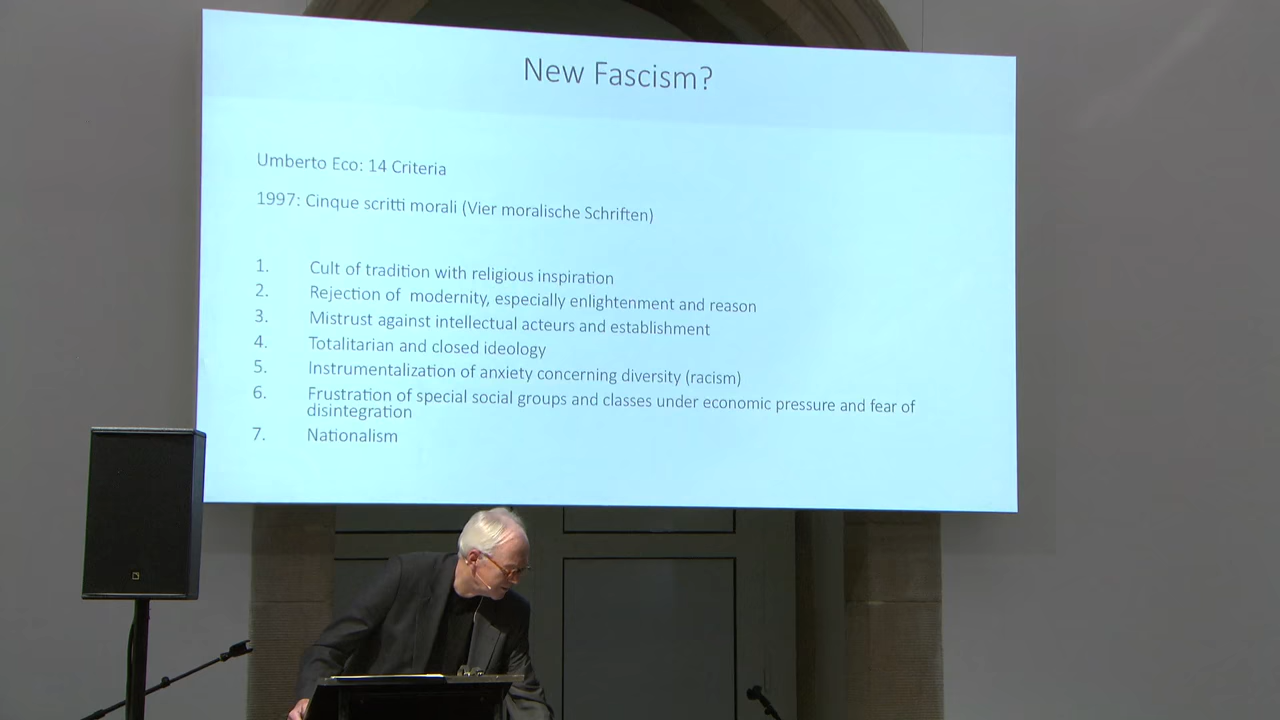 New Fascism?
Umberto Eco: 14 Criteria
1997: Cinque scritti morali (Vier moralische Schriften)
1. Cult of tradition with religious inspiration
2. Rejection of modernity, especially enlightenment and reason
3. Mistrust against intellectual acteurs and establishment
4. Totalitarian and closed ideology
5. Instrumentalization of anxiety concerning diversity (racism)
6. Frustration of special social groups and classes under economic pressure and fear of
disintegration
7. Nationalism